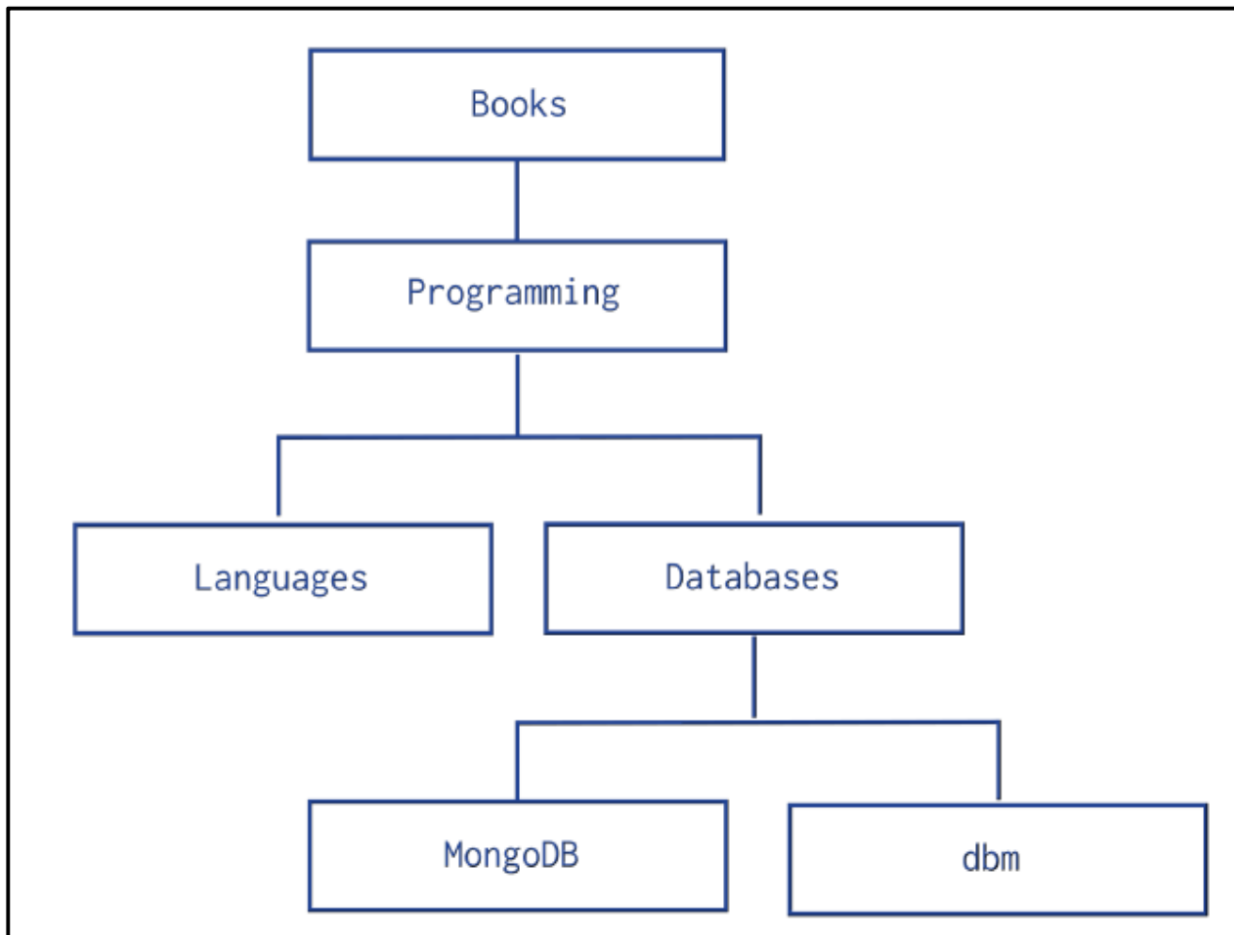 Books
Programming
Languages
Databases
MongoDB
dbm